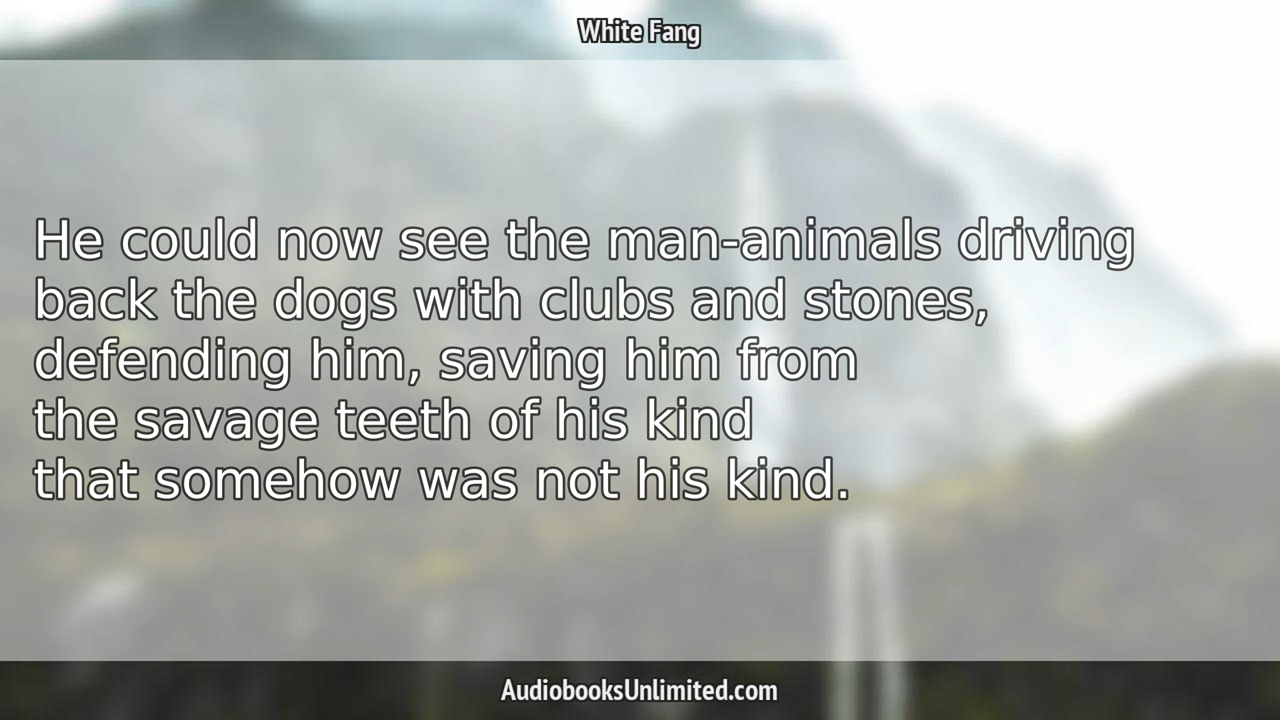 White Fang
He could now see the man-animals driving
back the dogs with clubs and stones,
defending him, saving him from
the savage teeth of his kind
that somehow was not his kind.
AudiobooksUnlimited.com